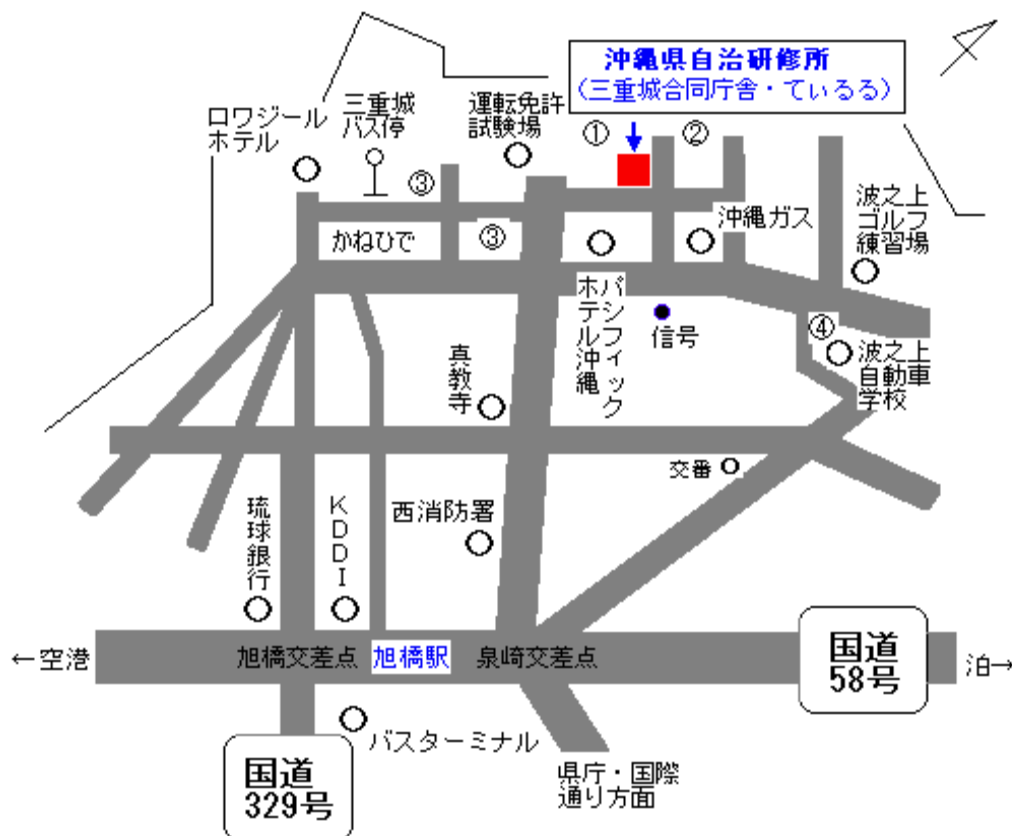 沖縄県自治研修所
（三重城合同庁舎・てぃるる）
ロワジール
ホテル
三重城
バス停
運転免許
試験場
①
②
③
かねひで
③
沖縄ガス
波之上
ゴルフ
練習場
パシフィック
ホテル沖縄
信号
④
波之上
自動車
学校
真教寺
交番
琉球銀行
KDDI
西消防署
←空港
旭橋交差点
旭橋駅
泉崎交差点
国道
58号
泊→
バスターミナル
国道
329号
県庁・国際
通り方面